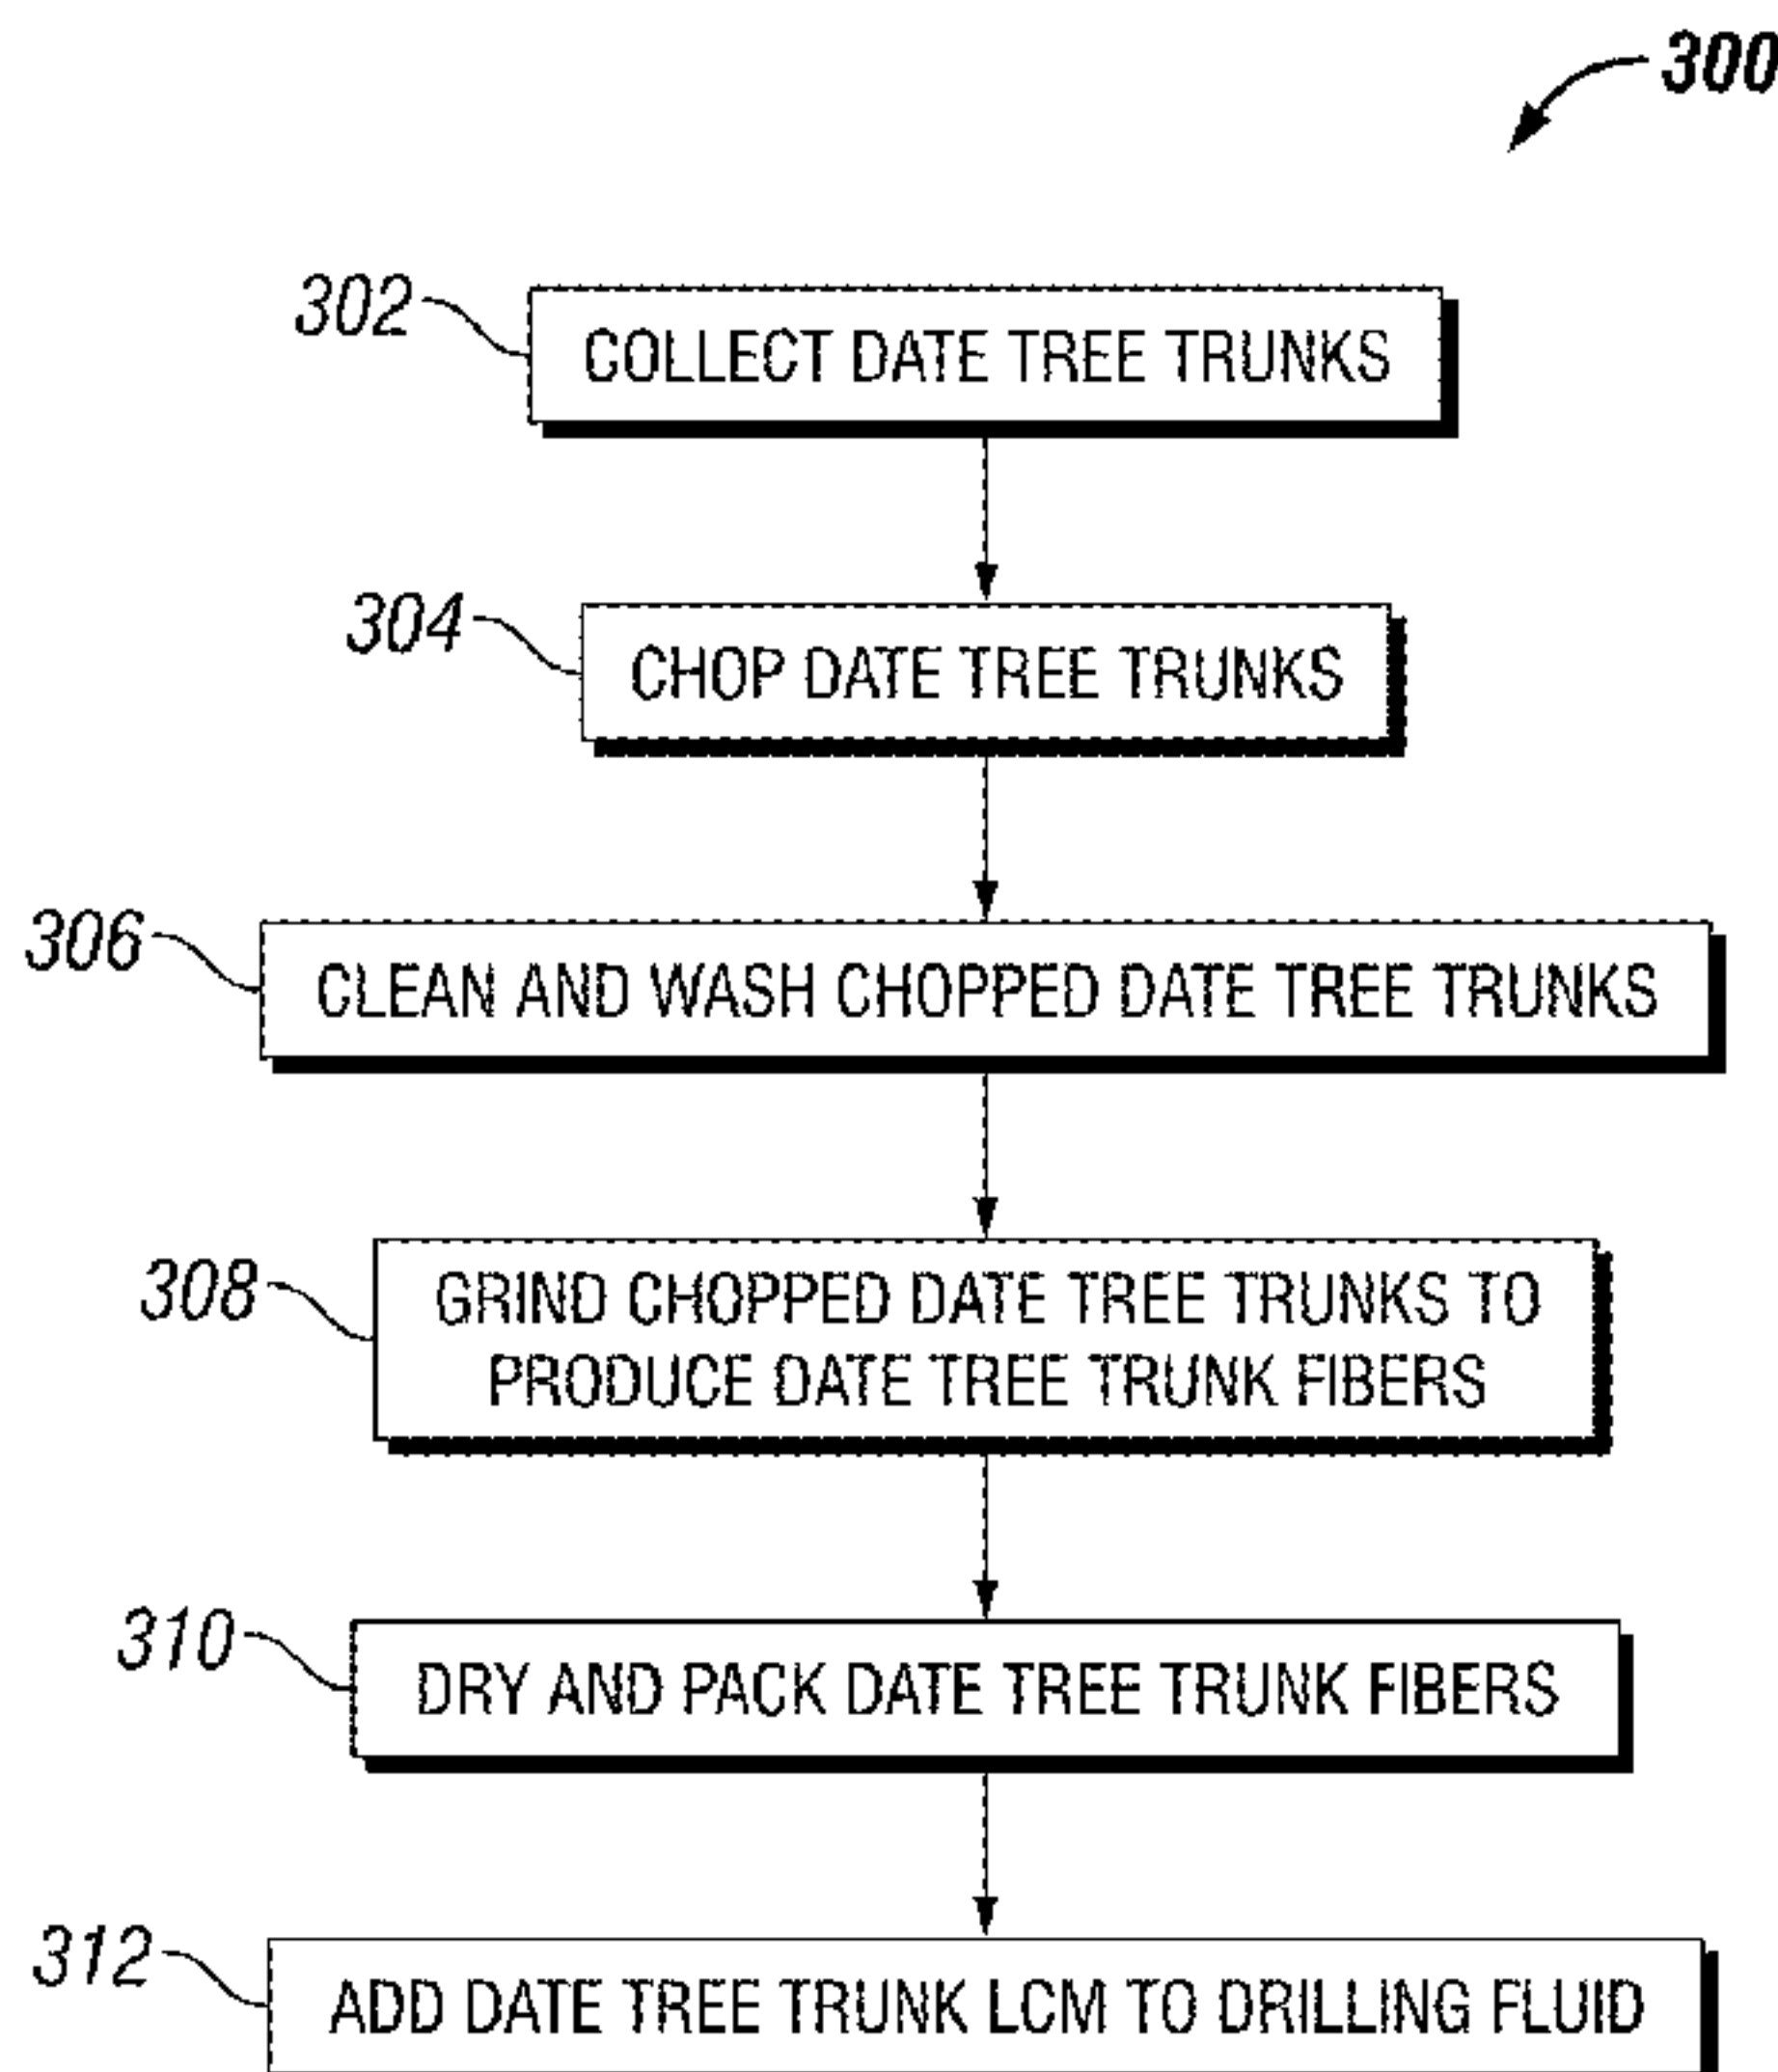 300
302
COLLECT DATE TREE TRUNKS
304
CHOP DATE TREE TRUNKS
306
CLEAN AND WASH CHOPPED DATE TREE TRUNKS
308
GRIND CHOPPED DATE TREE TRUNKS TO
PRODUCE DATE TREE TRUNK FIBERS
310
DRY AND PACK DATE TREE TRUNK FIBERS
312
ADD DATE TREE TRUNK LCM TO DRILLING FLUID